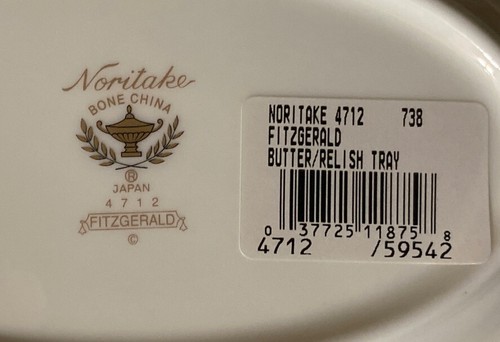 Noritake
BONE CHINA
®
JAPAN
4712
FITZGERALD
©
NORITAKE 4712 738
FITZGERALD
BUTTER/RELISH TRAY
0 37725 11875 8
4712 /59542